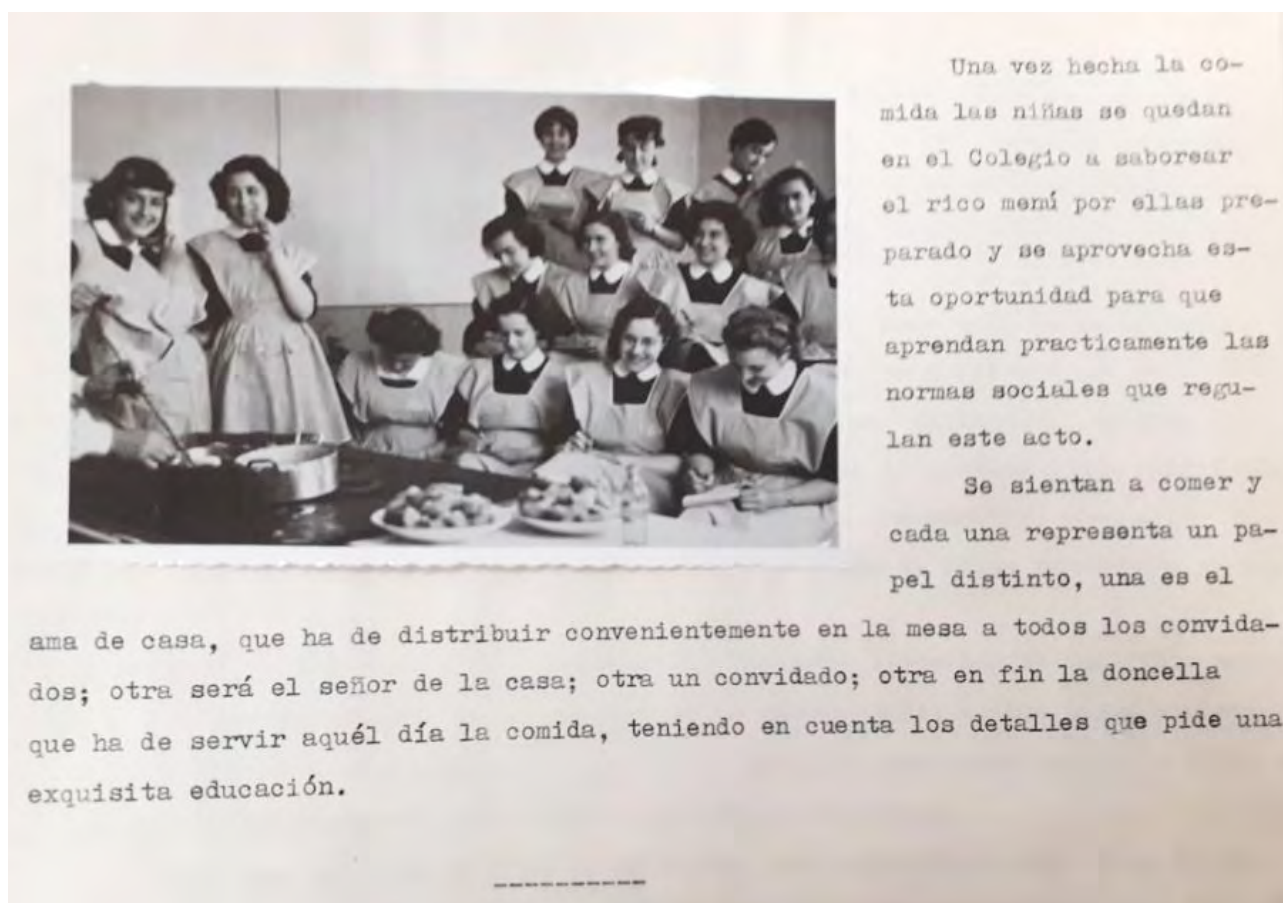 Una vez hecha la co-
mida las niñas se quedan
en el Colegio a saborear
el rico menú por ellas pre-
parado y se aprovecha es-
ta oportunidad para que
aprendan practicamente las
normas sociales que regu-
lan este acto.
Se sientan a comer y
cada una representa un pa-
pel distinto, una es el
ama de casa, que ha de distribuir convenientemente en la mesa a todos los convida-
dos; otra será el señor de la casa; otra un convidado; otra en fin la doncella
que ha de servir aquél día la comida, teniendo en cuenta los detalles que pide una
exquisita educación.
----------